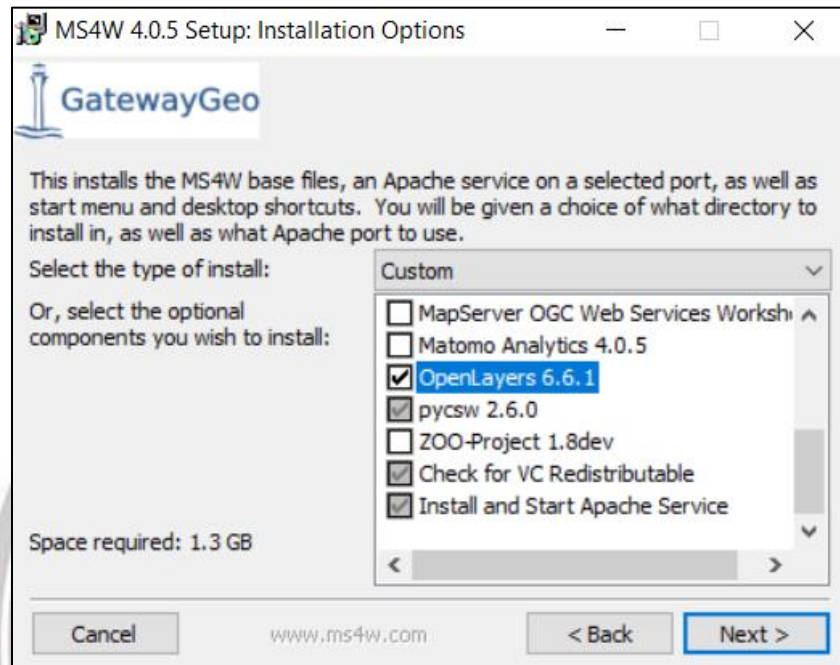 MS4W 4.0.5 Setup: Installation Options
GatewayGeo
This installs the MS4W base files, an Apache service on a selected port, as well as
start menu and desktop shortcuts. You will be given a choice of what directory to
install in, as well as what Apache port to use.
Select the type of install:
Custom
Or, select the optional
components you wish to install:
MapServer OGC Web Services Worksh
Matomo Analytics 4.0.5
OpenLayers 6.6.1
pycsw 2.6.0
ZOO-Project 1.8dev
Check for VC Redistributable
Install and Start Apache Service
Space required: 1.3 GB
Cancel
www.ms4w.com
< Back
Next >